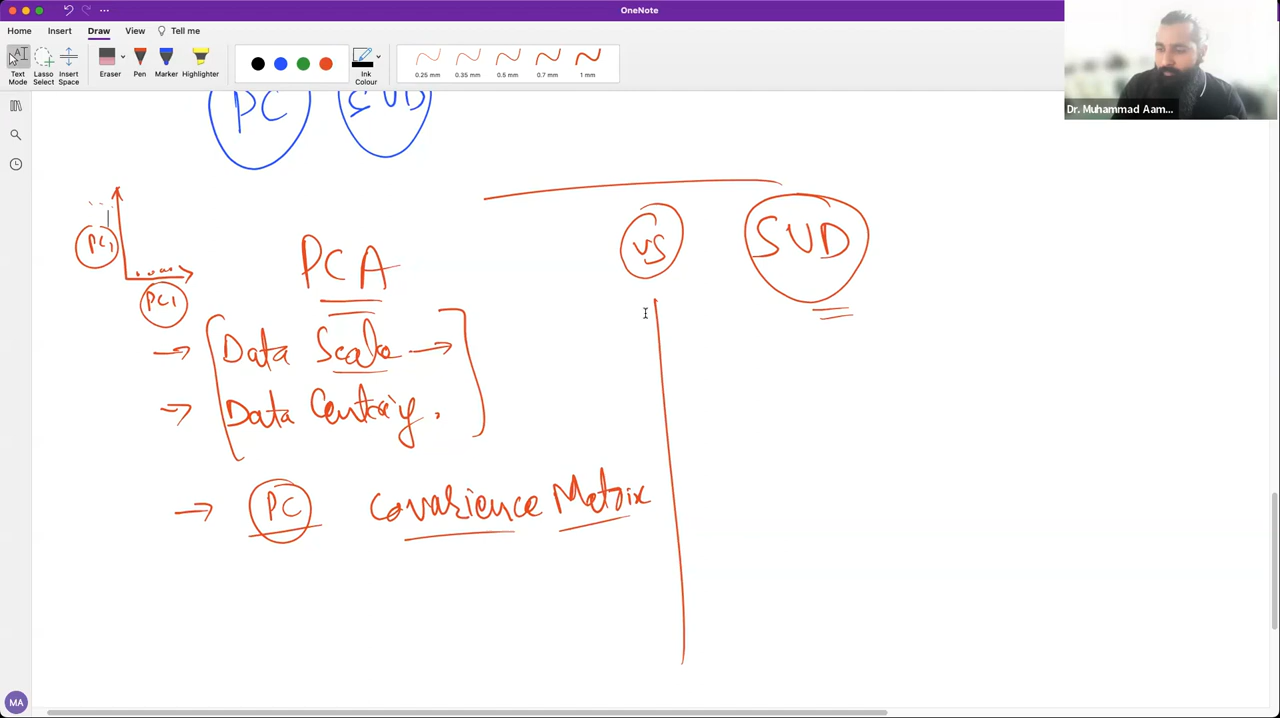 OneNote
Home Insert Draw View Tell me
Text Mode
Lasso Select
Insert Space
Eraser
Pen
Marker
Highlighter
Ink Colour
0.25 mm 0.35 mm 0.5 mm 0.7 mm 1 mm
Dr. Muhammad Aam...
PC SVD
PCA vs SVD
PC1
PC1
→ Data Scale →
→ Data Centring.
→ PC Covarience Matrix
MA